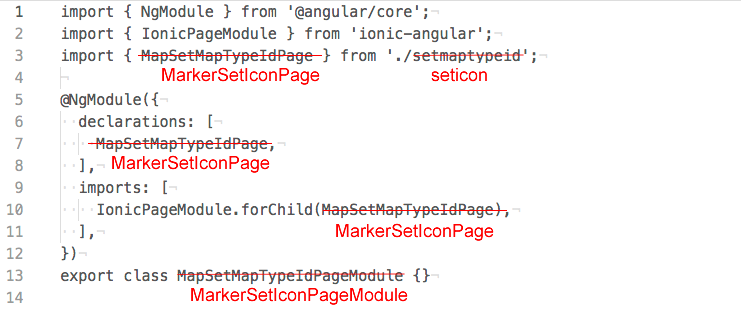 1 import { NgModule } from '@angular/core';¬
2 import { IonicPageModule } from 'ionic-angular';¬
3 import { MapSetMapTypeIdPage } from './setmaptypeid';¬
MarkerSetIconPage seticon
4 ¬
5 @NgModule({¬
6 ··declarations: [¬
7 ····MapSetMapTypeIdPage,¬
8 ··],¬ MarkerSetIconPage
9 ··imports: [¬
10 ····IonicPageModule.forChild(MapSetMapTypeIdPage),¬
11 ··],¬ MarkerSetIconPage
12 })¬
13 export class MapSetMapTypeIdPageModule {}¬
14 MarkerSetIconPageModule